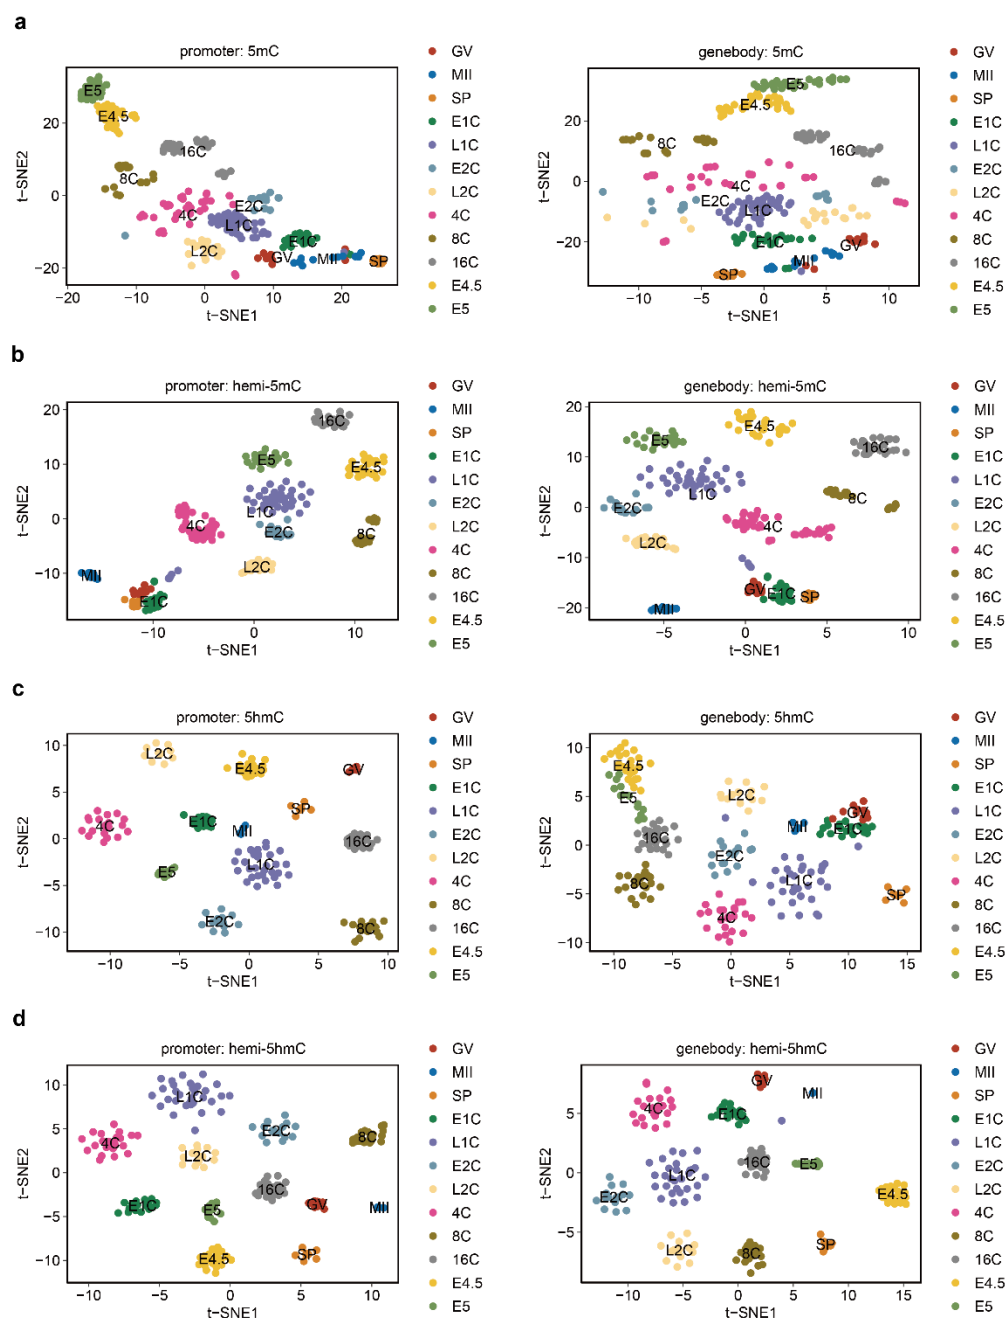 a
promoter: 5mC
E5
E4.5
16C
8C
E2C
4C
L1C
E1C
L2C
GV
MII
SP
20
0
−20
−20
−10
0
10
20
t−SNE1
t−SNE2
GV
MII
SP
E1C
L1C
E2C
L2C
4C
8C
16C
E4.5
E5
genebody: 5mC
E5
E4.5
8C
16C
4C
E2C
L1C
E1C
GV
MII
SP
20
0
−20
−10
−5
0
5
10
t−SNE1
t−SNE2
GV
MII
SP
E1C
L1C
E2C
L2C
4C
8C
16C
E4.5
E5
b
promoter: hemi-5mC
16C
E5
E4.5
L1C
4C
E2C
8C
L2C
MII
E1C
20
10
0
−10
−10
0
10
t−SNE1
t−SNE2
GV
MII
SP
E1C
L1C
E2C
L2C
4C
8C
16C
E4.5
E5
genebody: hemi-5mC
E4.5
E5
16C
L1C
8C
E2C
4C
L2C
GV
E1C
SP
MII
20
10
0
−10
−20
−5
0
5
10
t−SNE1
t−SNE2
GV
MII
SP
E1C
L1C
E2C
L2C
4C
8C
16C
E4.5
E5
c
promoter: 5hmC
L2C
E4.5
GV
SP
4C
E1C
MII
16C
L1C
E5
E2C
8C
10
5
0
−5
−10
−10
−5
0
5
10
t−SNE1
t−SNE2
GV
MII
SP
E1C
L1C
E2C
L2C
4C
8C
16C
E4.5
E5
genebody: 5hmC
E4.5
E5
L2C
GV
MII
E1C
16C
E2C
8C
L1C
SP
4C
10
5
0
−5
−10
−10
−5
0
5
10
15
t−SNE1
t−SNE2
GV
MII
SP
E1C
L1C
E2C
L2C
4C
8C
16C
E4.5
E5
d
promoter: hemi-5hmC
L1C
E2C
8C
4C
L2C
16C
E1C
E5
GV
MII
E4.5
SP
10
5
0
−5
−10
−10
−5
0
5
10
t−SNE1
t−SNE2
GV
MII
SP
E1C
L1C
E2C
L2C
4C
8C
16C
E4.5
E5
genebody: hemi-5hmC
GV
MII
4C
E1C
16C
E5
L1C
E2C
E4.5
L2C
8C
SP
5
0
−5
−10
−5
0
5
10
15
t−SNE1
t−SNE2
GV
MII
SP
E1C
L1C
E2C
L2C
4C
8C
16C
E4.5
E5